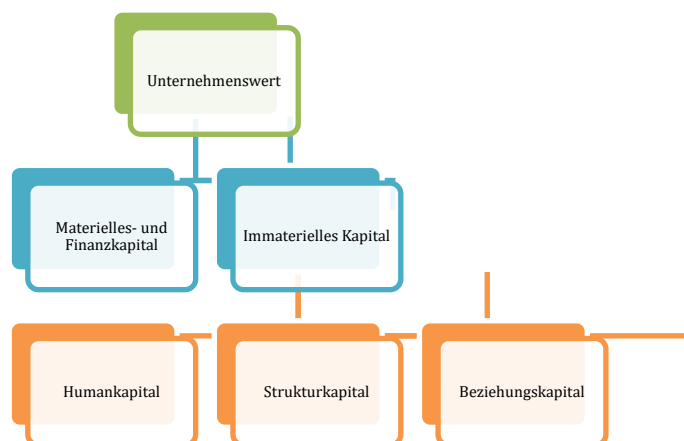 Unternehmenswert
Materielles- und
Finanzkapital
Immaterielles Kapital
Humankapital
Strukturkapital
Beziehungskapital